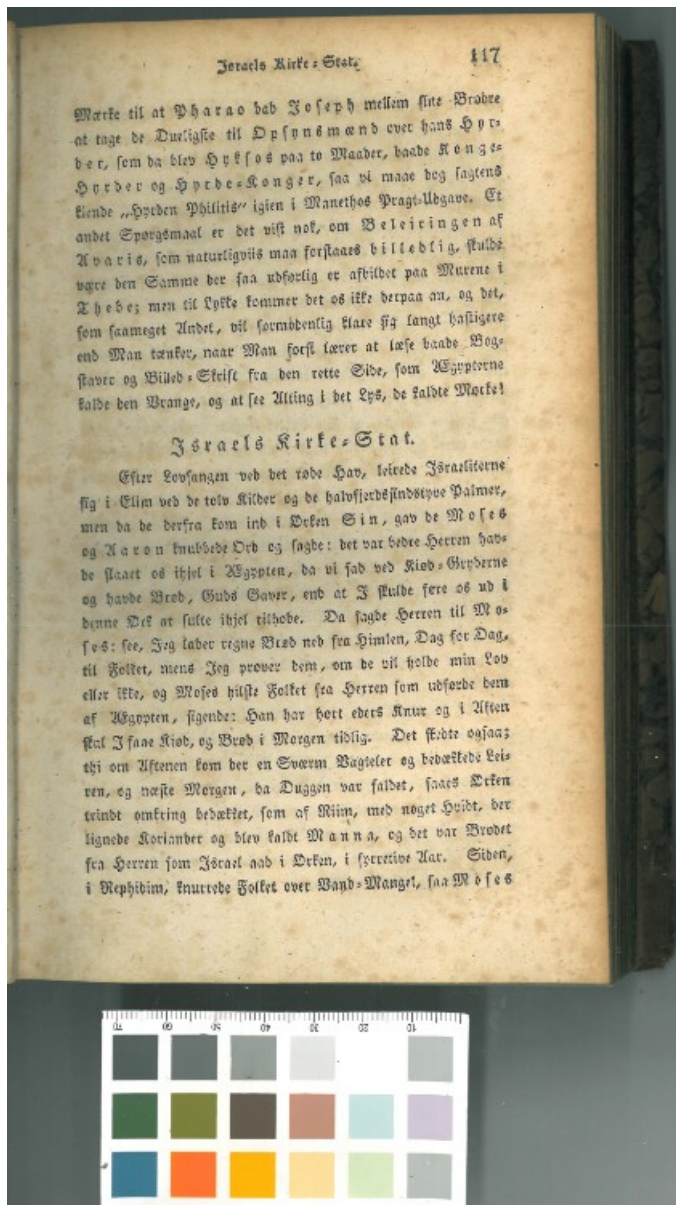 Israels Kirke-Stat.
117
Mærke til at Pharao bad Joseph mellem sine Brødre
at tage de Dueligste til Opsynsmænd over hans Hyr-
der, som da blev Hyksos paa to Maader, baade Konge-
Hyrder og Hyrde-Konger, saa vi maae dog sagtens
kiende „Hyrden Philitis“ igien i Manethos Pragt-Udgave. Et
andet Spørgsmaal er det vist nok, om Beleiringen af
Avaris, som naturligviis maa forstaaes billedlig, skulde
være den Samme der saa udførlig er afbildet paa Murene i
Thebe; men til Lykke kommer det os ikke derpaa an, og det,
som saameget Andet, vil formodenlig klare sig langt hastigere
end Man tænker, naar Man først lærer at læse baade Bog-
staver og Billed-Skrift fra den rette Side, som Ægypterne
kalde den Vrange, og at see Alting i det Lys, de kaldte Mørke!
Israels Kirke-Stat.
Efter Lovsangen ved det røde Hav, leirede Israeliterne
sig i Elim ved de tolv Kilder og de halvfjerdsindstyve Palmer,
men da de derfra kom ind i Ørken Sin, gav de Moses
og Aaron knubbede Ord og sagde: det var bedre Herren hav-
de slaaet os ihjel i Ægypten, da vi sad ved Kiød-Gryderne
og havde Brød, Guds Gaver, end at I skulde føre os ud i
denne Ørk at sulte ihjel tilhobe. Da sagde Herren til Mo-
ses: see, Jeg lader regne Brød ned fra Himlen, Dag for Dag,
til Folket, mens Jeg prøver dem, om de vil holde min Lov
eller ikke, og Moses hilste Folket fra Herren som udførde dem
af Ægypten, sigende: Han har hørt eders Knur og i Aften
skal I faae Kiød, og Brød i Morgen tidlig. Det skedte ogsaa;
thi om Aftenen kom der en Sværm Vagteler og bedækkede Lei-
ren, og næste Morgen, da Duggen var faldet, saaes Ørken
trindt omkring bedækket, som af Riim, med noget Hvidt, der
lignede Koriander og blev kaldt Manna, og det var Brødet
fra Herren som Israel aad i Ørken, i fyrretive Aar. Siden,
i Rephidim, knurrede Folket over Vand-Mangel, saa Moses
70 60 50 40 30 20 10